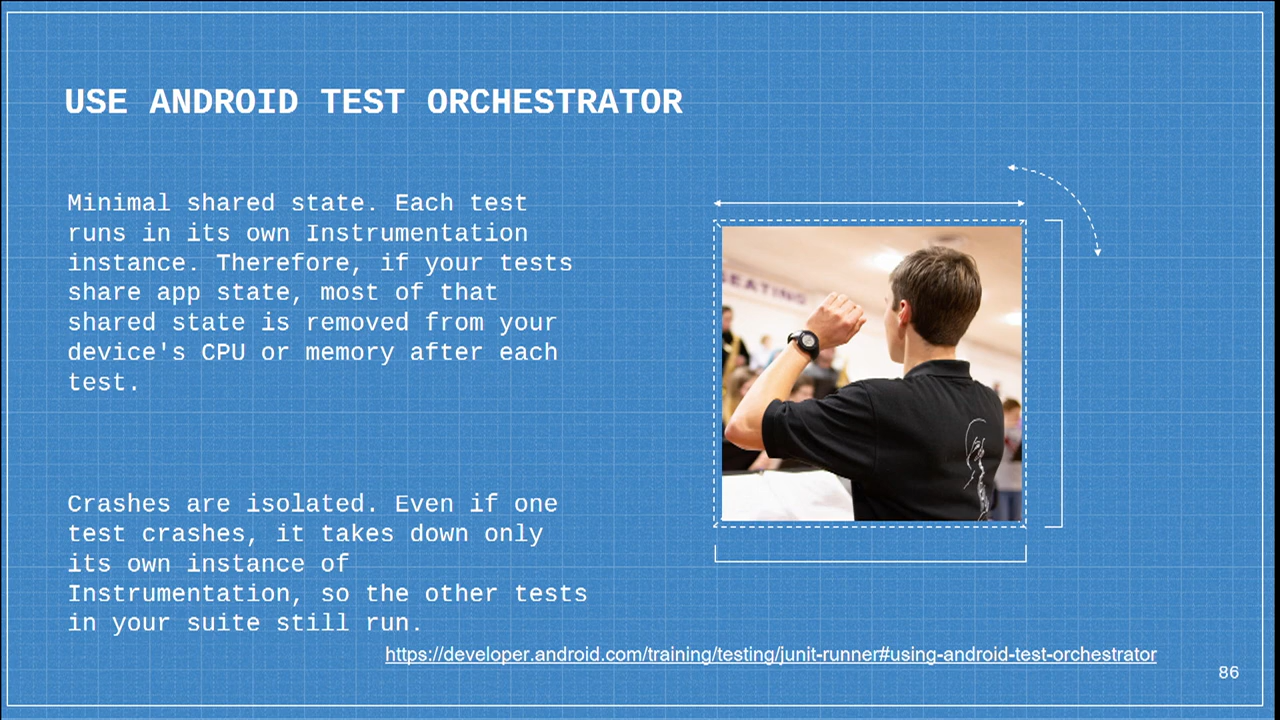 USE ANDROID TEST ORCHESTRATOR
Minimal shared state. Each test
runs in its own Instrumentation
instance. Therefore, if your tests
share app state, most of that
shared state is removed from your
device's CPU or memory after each
test.
EATING
Crashes are isolated. Even if one
test crashes, it takes down only
its own instance of
Instrumentation, so the other tests
in your suite still run.
https://developer.android.com/training/testing/junit-runner#using-android-test-orchestrator
86